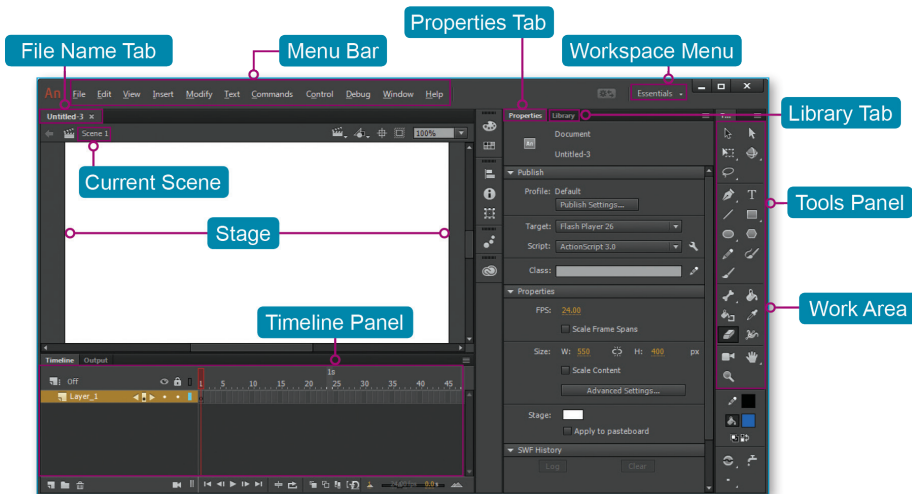 Properties Tab
File Name Tab
Menu Bar
Workspace Menu
An File Edit View Insert Modify Text Commands Control Debug Window Help
Essentials
Untitled-3 ×
Properties Library
T...
Library Tab
Scene 1
100%
Document
An
Untitled-3
Current Scene
Publish
Profile: Default
Publish Settings...
T
Tools Panel
Stage
Target: Flash Player 26
Script: ActionScript 3.0
Class:
Properties
Work Area
Timeline Panel
FPS: 24.00
Scale Frame Spans
Timeline Output
Size: W: 550 H: 400 px
1s
Off
1 5 10 15 20 25 30 35 40 45
Scale Content
Layer_1
Advanced Settings...
Stage:
Apply to pasteboard
SWF History
Log Clear
0.0 s